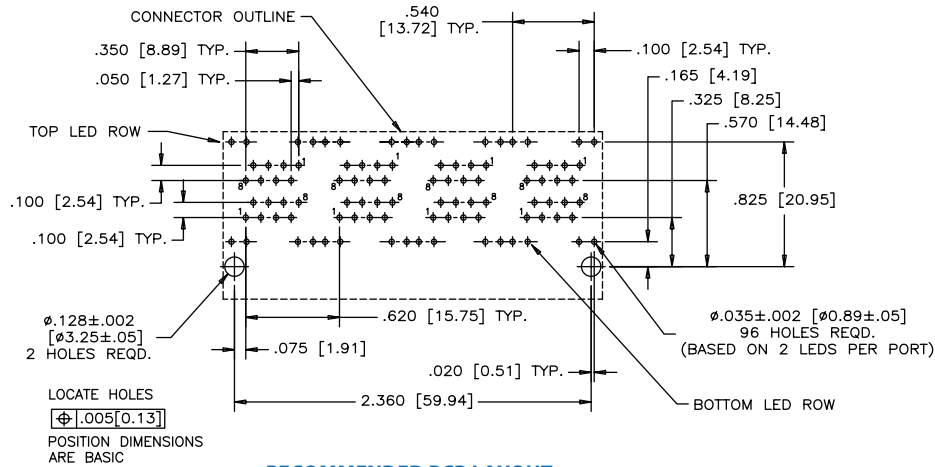 CONNECTOR OUTLINE
.540
[13.72] TYP.
.350 [8.89] TYP.
.100 [2.54] TYP.
.050 [1.27] TYP.
.165 [4.19]
.325 [8.25]
TOP LED ROW
.570 [14.48]
1 1 1 1
8 8 8 8
.100 [2.54] TYP.
.825 [20.95]
8 8 8 8
1 1 1 1
.100 [2.54] TYP.
ø.128±.002
[ø3.25±.05]
2 HOLES REQD.
.620 [15.75] TYP.
ø.035±.002 [ø0.89±.05]
96 HOLES REQD.
(BASED ON 2 LEDS PER PORT)
.075 [1.91]
.020 [0.51] TYP.
LOCATE HOLES
⌖ .005[0.13]
POSITION DIMENSIONS
ARE BASIC
2.360 [59.94]
BOTTOM LED ROW